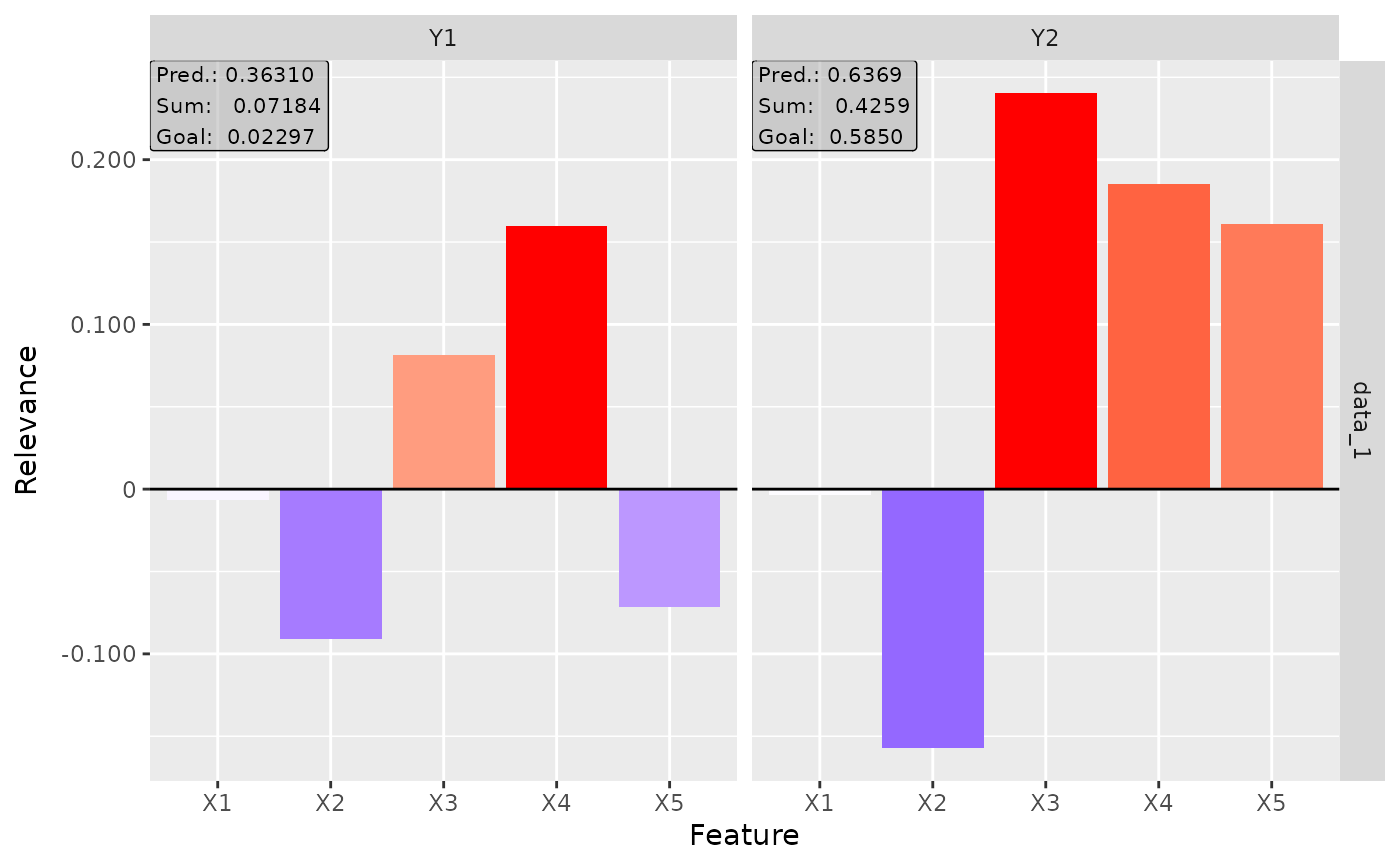 Y1
Y2
Pred.: 0.36310
Sum: 0.07184
Goal: 0.02297
Pred.: 0.6369
Sum: 0.4259
Goal: 0.5850
Relevance
0.200
0.100
0
-0.100
data_1
X1 X2 X3 X4 X5
X1 X2 X3 X4 X5
Feature